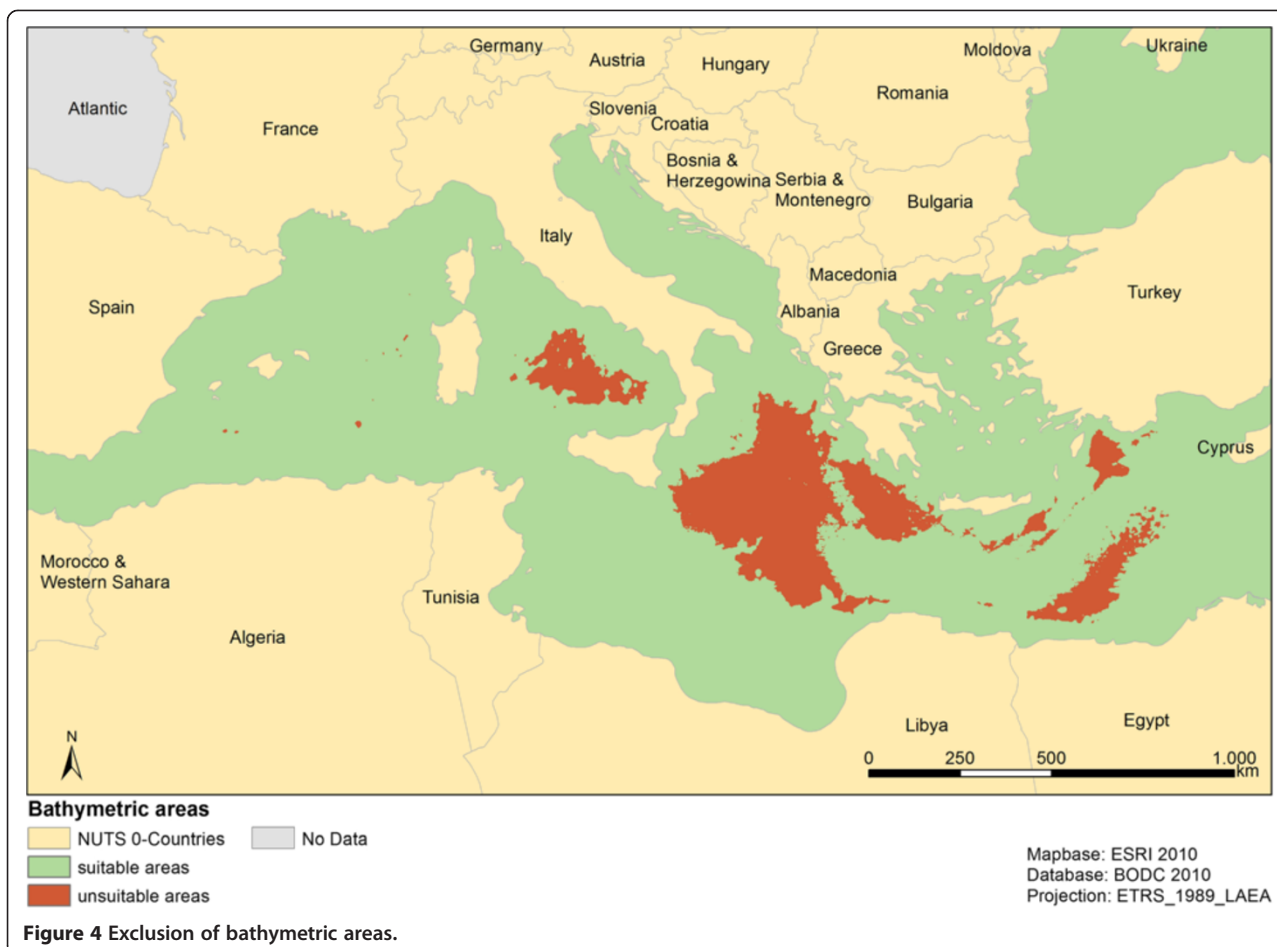 Germany
Austria
Hungary
Moldova
Ukraine
Atlantic
France
Slovenia
Croatia
Romania
Bosnia &
Herzegowina
Serbia &
Montenegro
Bulgaria
Italy
Macedonia
Spain
Albania
Turkey
Greece
Cyprus
Morocco &
Western Sahara
Tunisia
Algeria
Libya
Egypt
N
0 250 500 1.000
km
Bathymetric areas
NUTS 0-Countries No Data
suitable areas
unsuitable areas
Mapbase: ESRI 2010
Database: BODC 2010
Projection: ETRS_1989_LAEA
Figure 4 Exclusion of bathymetric areas.